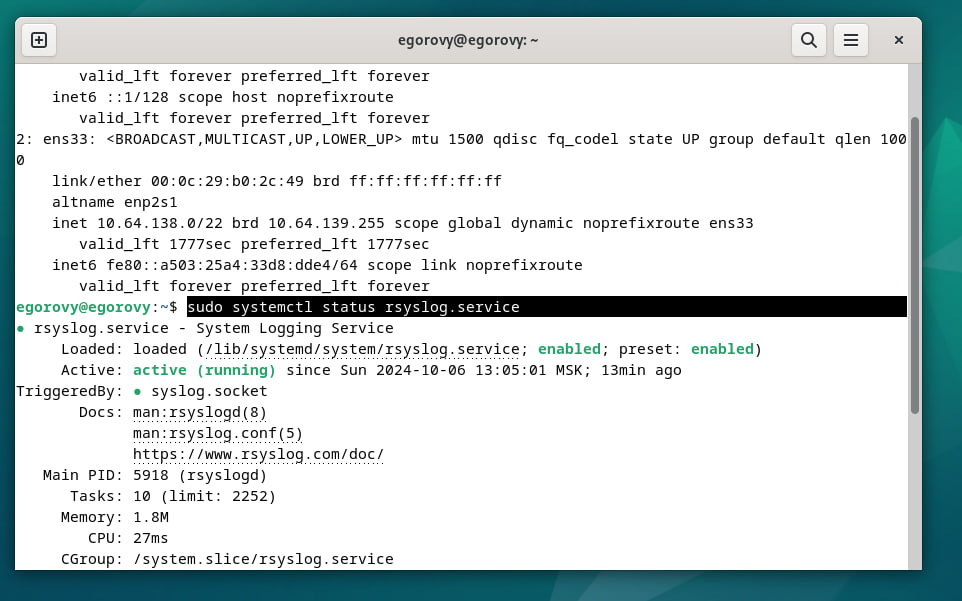 egorovy@egorovy: ~
valid_lft forever preferred_lft forever
inet6 ::1/128 scope host noprefixroute
valid_lft forever preferred_lft forever
2: ens33: <BROADCAST,MULTICAST,UP,LOWER_UP> mtu 1500 qdisc fq_codel state UP group default qlen 100
0
link/ether 00:0c:29:b0:2c:49 brd ff:ff:ff:ff:ff:ff
altname enp2s1
inet 10.64.138.0/22 brd 10.64.139.255 scope global dynamic noprefixroute ens33
valid_lft 1777sec preferred_lft 1777sec
inet6 fe80::a503:25a4:33d8:dde4/64 scope link noprefixroute
valid_lft forever preferred_lft forever
egorovy@egorovy:~$ sudo systemctl status rsyslog.service
● rsyslog.service - System Logging Service
Loaded: loaded (/lib/systemd/system/rsyslog.service; enabled; preset: enabled)
Active: active (running) since Sun 2024-10-06 13:05:01 MSK; 13min ago
TriggeredBy: ● syslog.socket
Docs: man:rsyslogd(8)
man:rsyslog.conf(5)
https://www.rsyslog.com/doc/
Main PID: 5918 (rsyslogd)
Tasks: 10 (limit: 2252)
Memory: 1.8M
CPU: 27ms
CGroup: /system.slice/rsyslog.service